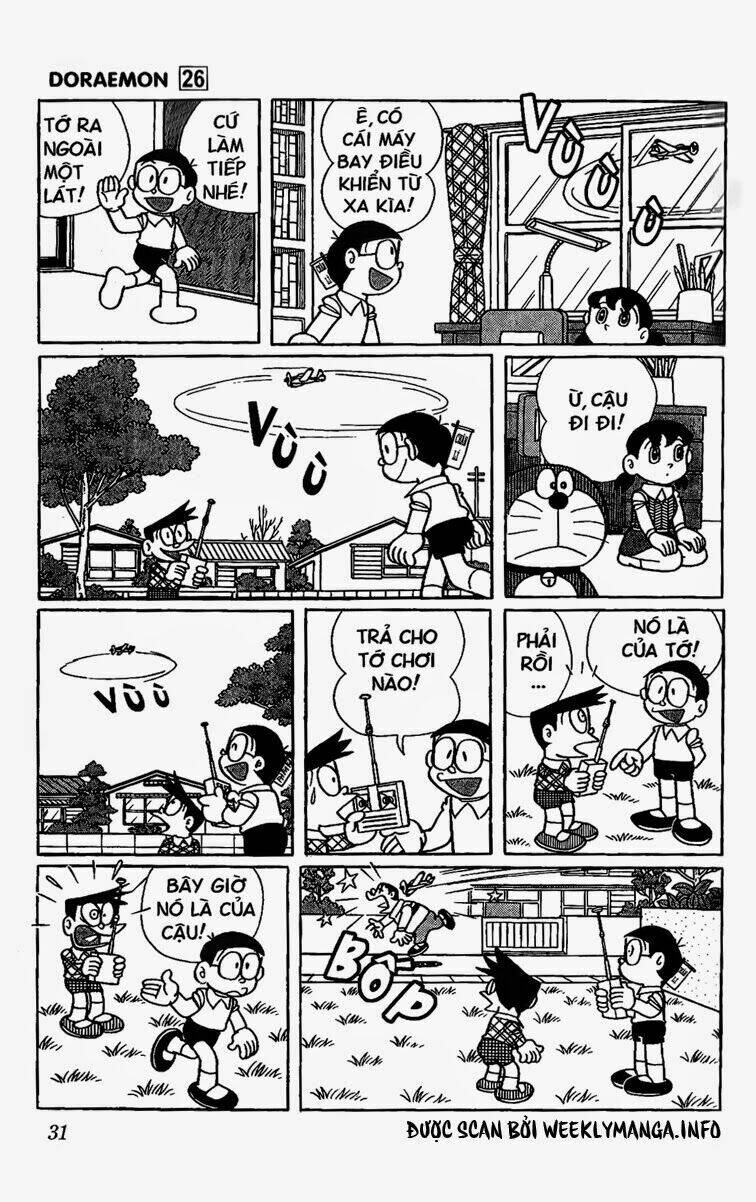 DORAEMON 26
VÙ Ù Ù
Ê, CÓ
CÁI MÁY
BAY ĐIỀU
KHIỂN TỪ
XA KÌA!
CỨ
LÀM
TIẾP
NHÉ!
TỚ RA
NGOÀI
MỘT
LÁT!
Ừ, CẬU
ĐI ĐI!
VÙ Ù
NÓ LÀ
CỦA TỚ!
PHẢI
RỒI
...
TRẢ CHO
TỚ CHƠI
NÀO!
VÙ Ù
BỐP
BÂY GIỜ
NÓ LÀ CỦA
CẬU!
31
ĐƯỢC SCAN BỞI WEEKLYMANGA.INFO